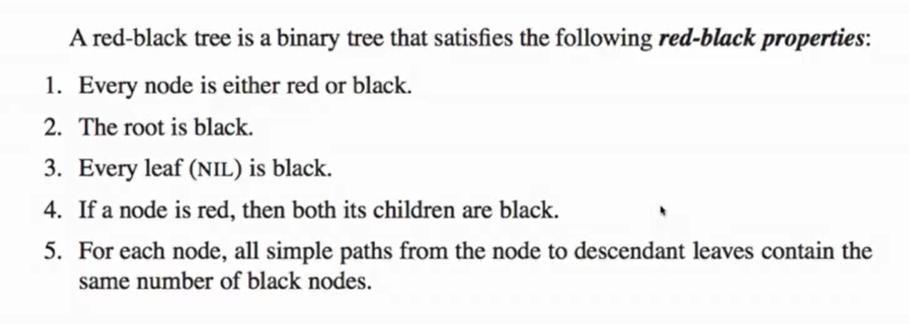 A red-black tree is a binary tree that satisfies the following red-black properties:
1. Every node is either red or black.
2. The root is black.
3. Every leaf (NIL) is black.
4. If a node is red, then both its children are black.
5. For each node, all simple paths from the node to descendant leaves contain the
same number of black nodes.